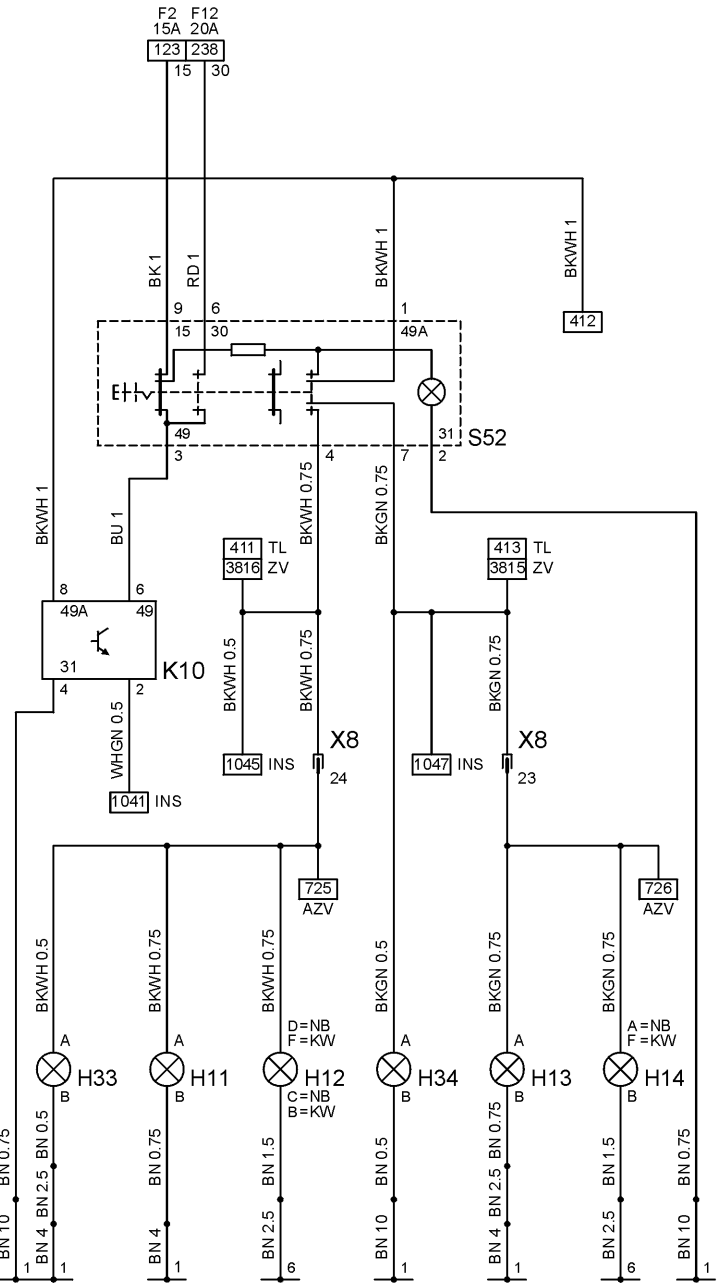 F2 F12
15A 20A
123 238
15 30
BK 1
RD 1
BKWH 1
BKWH 1
412
9 6 1
15 30 49A
49 31
S52
3 4 7 2
BKWH 1
BU 1
BKWH 0.75
BKGN 0.75
411 TL
3816 ZV
413 TL
3815 ZV
8 6
49A 49
31
K10
4 2
WHGN 0.5
BKWH 0.5
BKWH 0.75
BKGN 0.75
X8 X8
1045 INS
1047 INS
24 23
1041 INS
725
AZV
726
AZV
BKWH 0.5
BKWH 0.75
BKWH 0.75
BKGN 0.5
BKGN 0.75
BKGN 0.75
D=NB
F=KW
A=NB
F=KW
A A A A
H33 H11 H12 H34 H13 H14
B B B B B
C=NB
B=KW
BN 0.75
BN 0.5
BN 0.75
BN 1.5
BN 0.5
BN 0.75
BN 1.5
BN 0.75
BN 2.5
BN 2.5
BN 10
BN 4
BN 4
BN 2.5
BN 10
BN 4
BN 2.5
BN 10
1 1 1 6 1 1 6 1